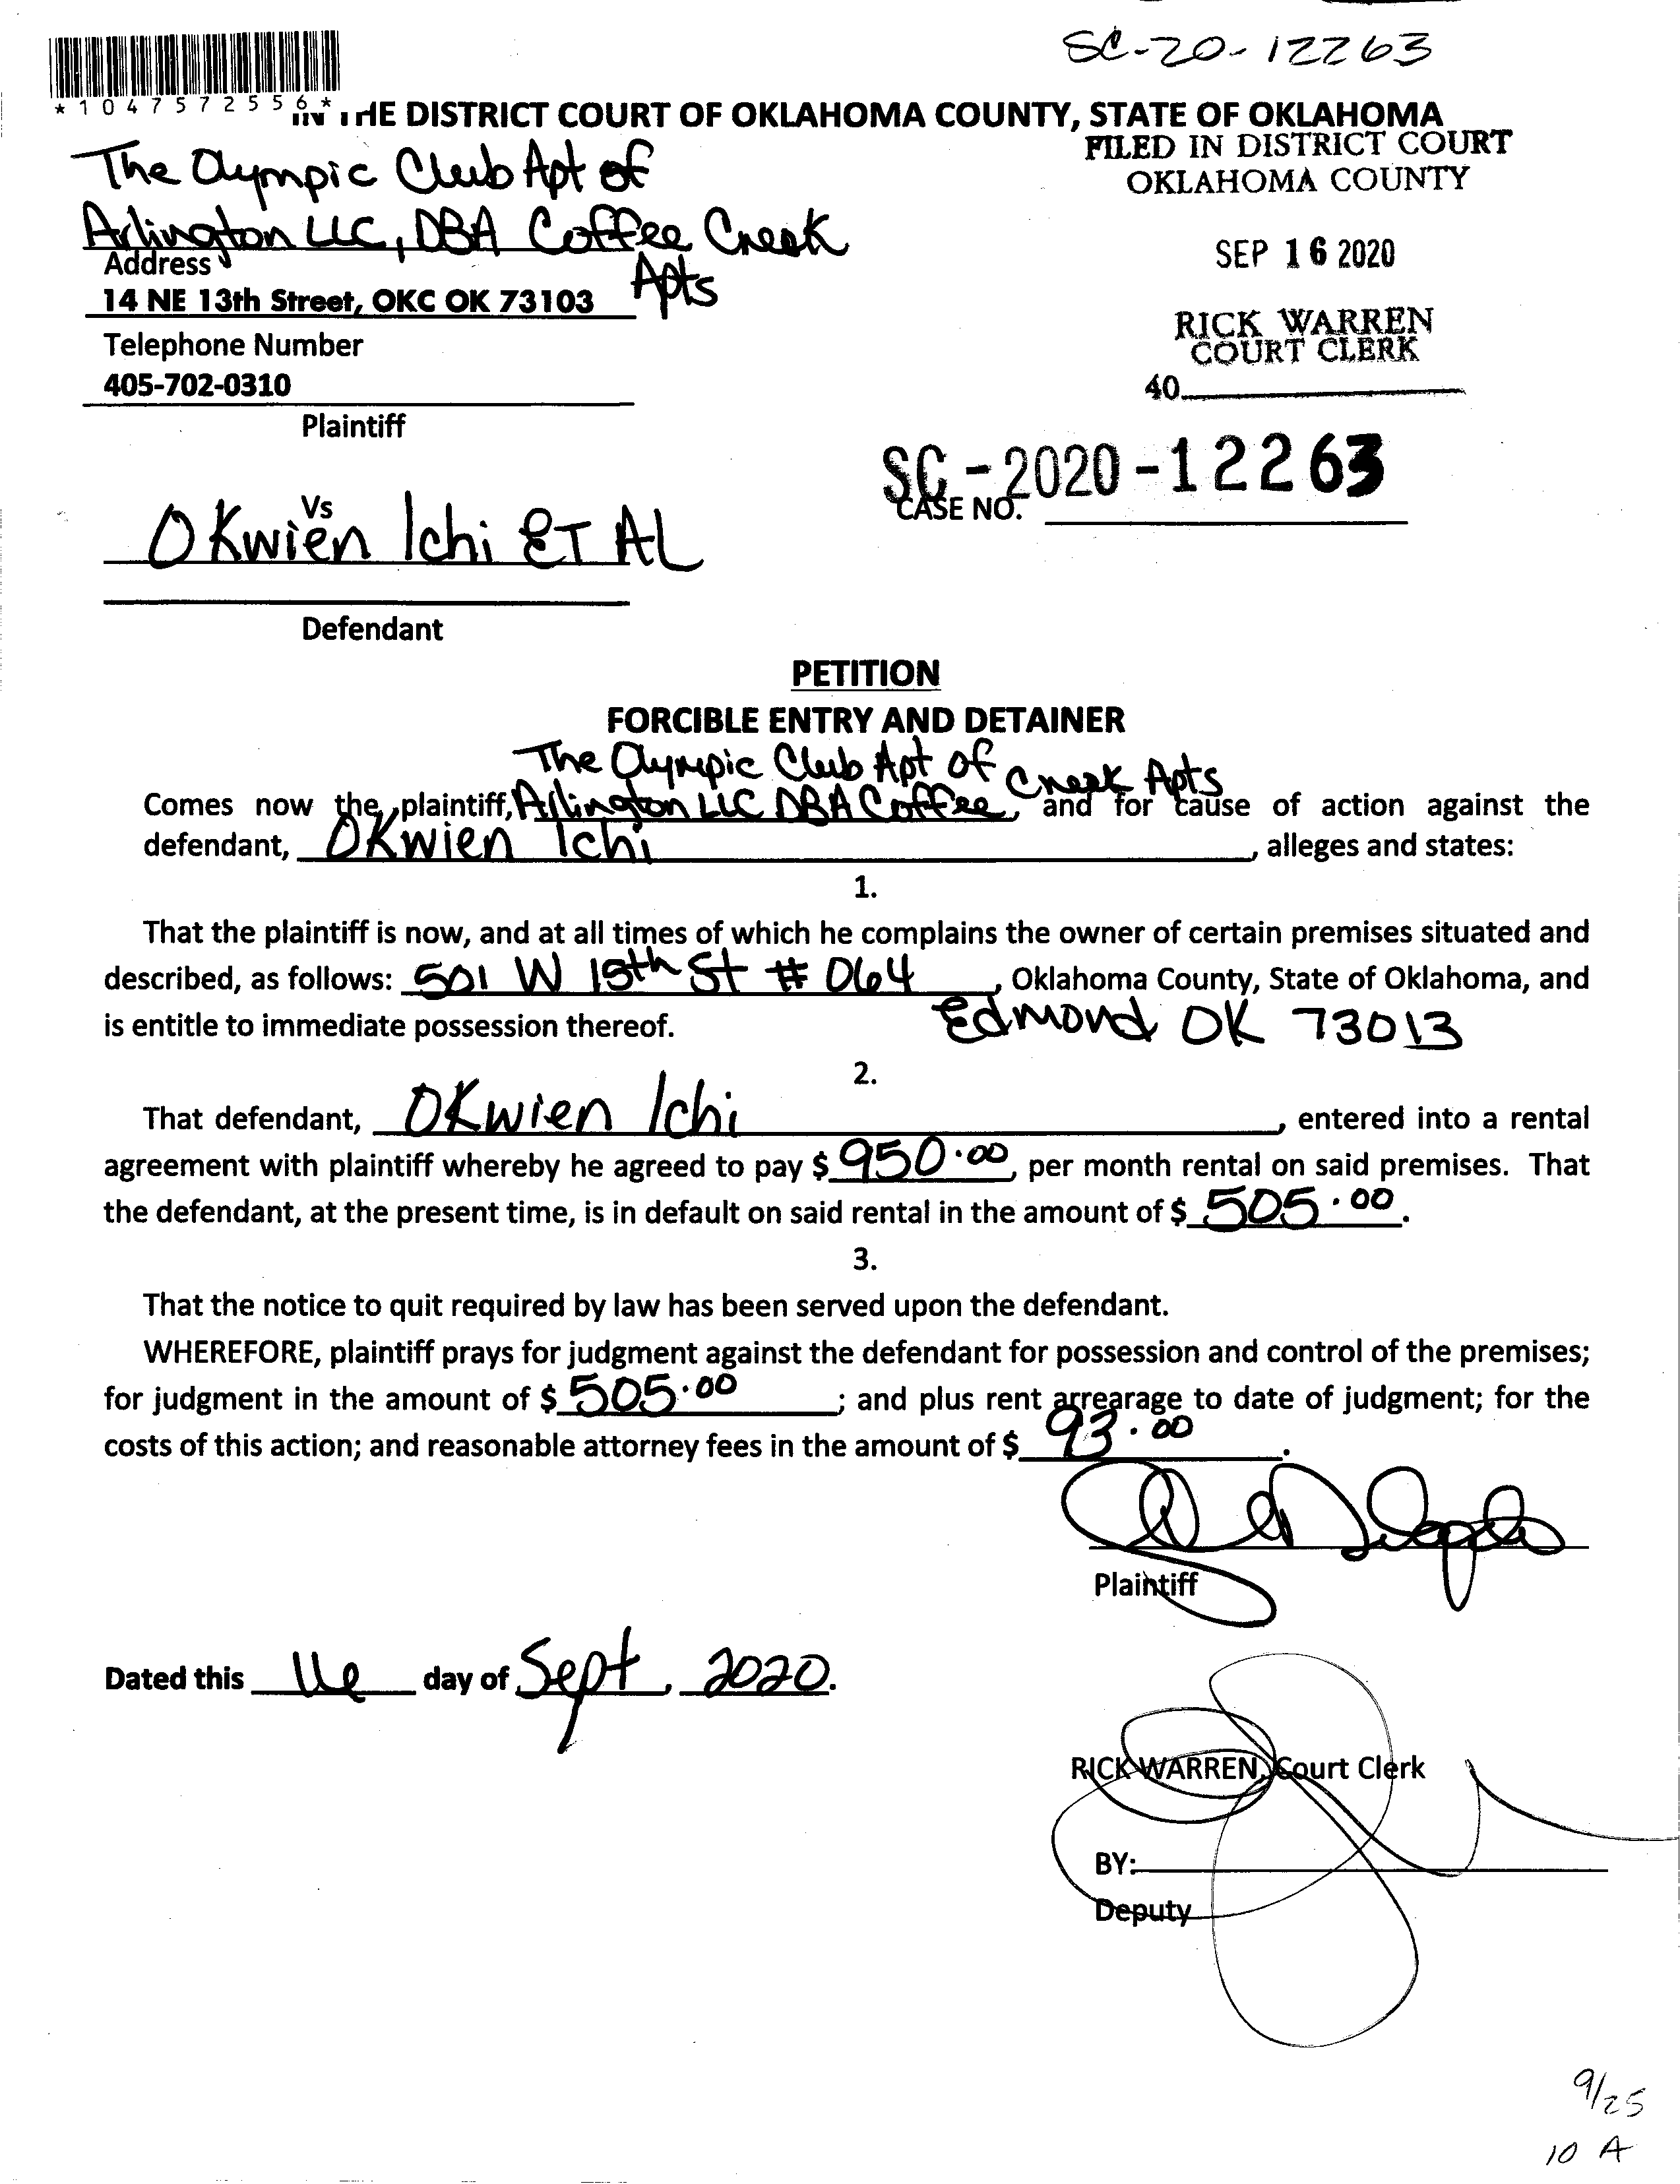 SC-20-12263
*1047572556*
IN THE DISTRICT COURT OF OKLAHOMA COUNTY, STATE OF OKLAHOMA
FILED IN DISTRICT COURT
OKLAHOMA COUNTY
SEP 16 2020
RICK WARREN
COURT CLERK
40
The Olympic Club Apt of
Arlington LLC, DBA Coffee Creek
Apts
Address
14 NE 13th Street, OKC OK 73103
Telephone Number
405-702-0310
Plaintiff
SC-2020-12263
CASE NO.
Vs
OKwien Ichi ET AL
Defendant
PETITION
FORCIBLE ENTRY AND DETAINER
The Olympic Club Apt of
Comes now the plaintiff, Arlington LLC DBA Coffee Creek Apts, and for cause of action against the
defendant, OKwien Ichi, alleges and states:
1.
That the plaintiff is now, and at all times of which he complains the owner of certain premises situated and
described, as follows: 501 W 15th St # 064, Oklahoma County, State of Oklahoma, and
is entitle to immediate possession thereof. Edmond OK 73013
2.
That defendant, OKwien Ichi, entered into a rental
agreement with plaintiff whereby he agreed to pay $ 950.00, per month rental on said premises. That
the defendant, at the present time, is in default on said rental in the amount of $ 505.00.
3.
That the notice to quit required by law has been served upon the defendant.
WHEREFORE, plaintiff prays for judgment against the defendant for possession and control of the premises;
for judgment in the amount of $ 505.00; and plus rent arrearage to date of judgment; for the
costs of this action; and reasonable attorney fees in the amount of $ 93.00.
Plaintiff
Dated this 16 day of Sept, 2020.
RICK WARREN, Court Clerk
BY:
Deputy
9/25
10 A